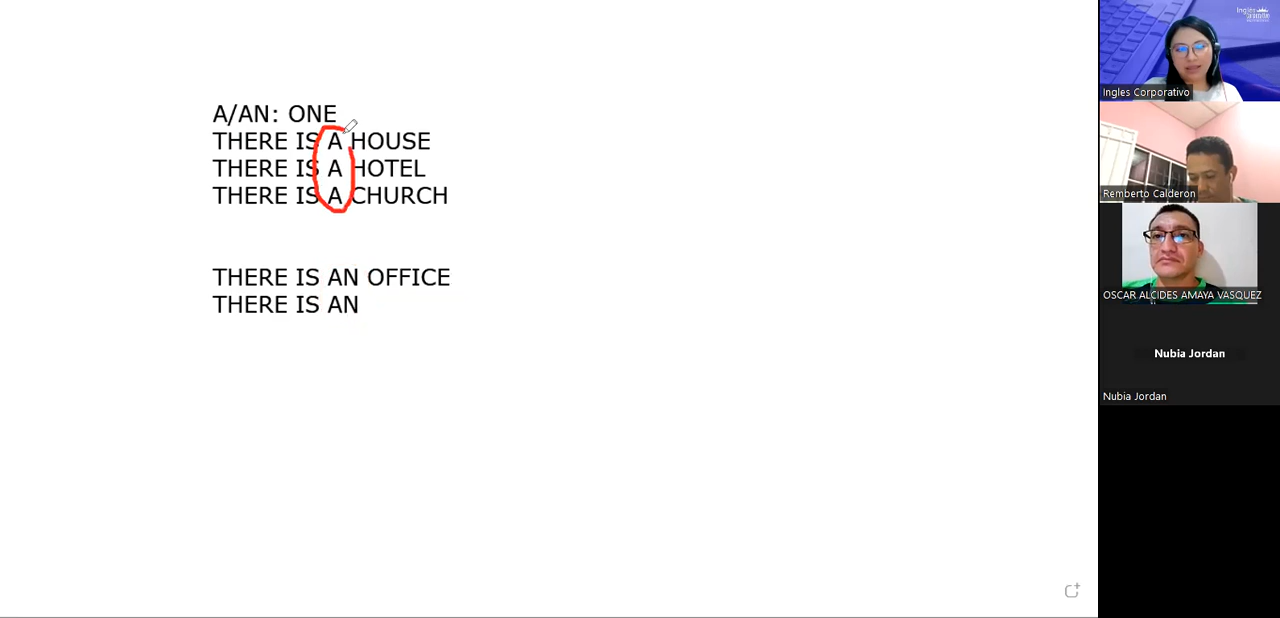 A/AN: ONE
THERE IS A HOUSE
THERE IS A HOTEL
THERE IS A CHURCH
THERE IS AN OFFICE
THERE IS AN
Ingles
Ingles Corporativo
Remberto Calderon
OSCAR ALCIDES AMAYA VASQUEZ
Nubia Jordan
Nubia Jordan